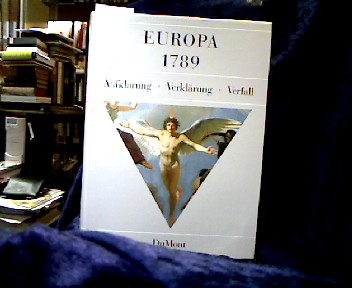 EUROPA
1789
Aufklärung · Verklärung · Verfall
DuMont